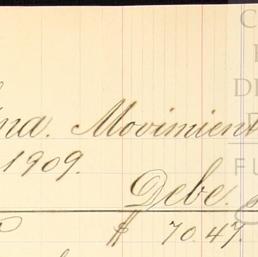 na. Movimient
1909.
Debe.
$ 70.47.